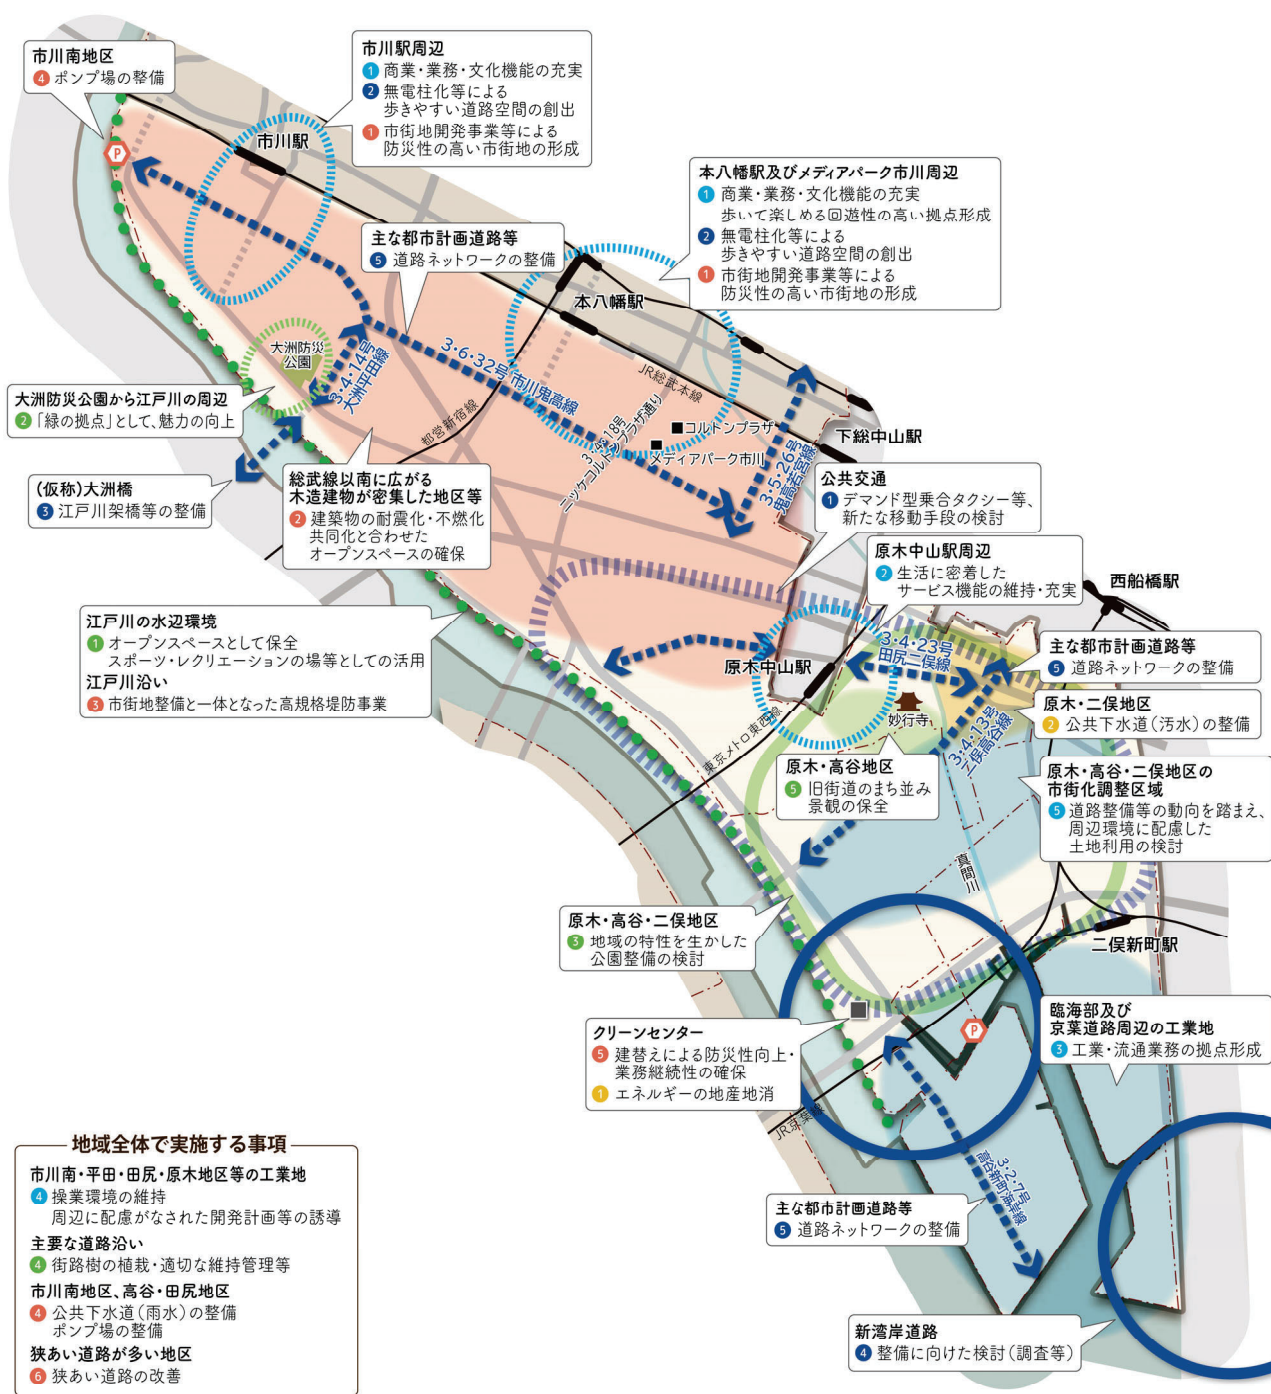 市川南地区
4 ポンプ場の整備
市川駅周辺
1 商業・業務・文化機能の充実
2 無電柱化等による
歩きやすい道路空間の創出
1 市街地開発事業等による
防災性の高い市街地の形成
本八幡駅及びメディアパーク市川周辺
1 商業・業務・文化機能の充実
歩いて楽しめる回遊性の高い拠点形成
2 無電柱化等による
歩きやすい道路空間の創出
1 市街地開発事業等による
防災性の高い市街地の形成
P
市川駅
主な都市計画道路等
5 道路ネットワークの整備
本八幡駅
大洲防災
公園
3・4・14号
大洲平田線
3・6・32号 市川鬼高線
JR総武本線
都営新宿線
3・4・18号
ニッケコルトンプラザ通り
コルトンプラザ
メディアパーク市川
3・5・26号
鬼高若宮線
下総中山駅
大洲防災公園から江戸川の周辺
2 「緑の拠点」として、魅力の向上
(仮称)大洲橋
3 江戸川架橋等の整備
総武線以南に広がる
木造建物が密集した地区等
2 建築物の耐震化・不燃化
共同化と合わせた
オープンスペースの確保
公共交通
1 デマンド型乗合タクシー等、
新たな移動手段の検討
原木中山駅周辺
2 生活に密着した
サービス機能の維持・充実
西船橋駅
江戸川の水辺環境
1 オープンスペースとして保全
スポーツ・レクリエーションの場等としての活用
江戸川沿い
3 市街地整備と一体となった高規格堤防事業
原木中山駅
3・4・23号
田尻二俣線
主な都市計画道路等
5 道路ネットワークの整備
妙行寺
3・4・13号
二俣高谷線
原木・二俣地区
2 公共下水道(汚水)の整備
東京メトロ東西線
原木・高谷地区
5 旧街道のまち並み
景観の保全
原木・高谷・二俣地区の
市街化調整区域
5 道路整備等の動向を踏まえ、
周辺環境に配慮した
土地利用の検討
真間川
原木・高谷・二俣地区
3 地域の特性を生かした
公園整備の検討
二俣新町駅
クリーンセンター
5 建替えによる防災性向上・
業務継続性の確保
1 エネルギーの地産地消
P
臨海部及び
京葉道路周辺の工業地
3 工業・流通業務の拠点形成
JR京葉線
3・2・7号
高谷新町海岸線
主な都市計画道路等
5 道路ネットワークの整備
新湾岸道路
4 整備に向けた検討(調査等)
地域全体で実施する事項
市川南・平田・田尻・原木地区等の工業地
4 操業環境の維持
周辺に配慮がなされた開発計画等の誘導
主要な道路沿い
4 街路樹の植栽・適切な維持管理等
市川南地区、高谷・田尻地区
4 公共下水道(雨水)の整備
ポンプ場の整備
狭あい道路が多い地区
6 狭あい道路の改善